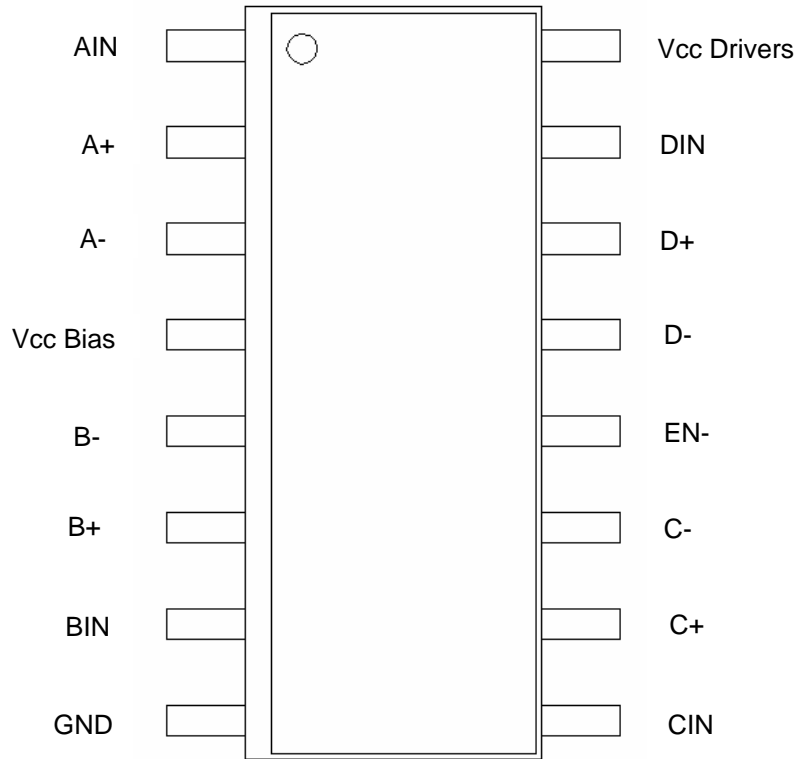 AIN
Vcc Drivers
A+
DIN
A-
D+
Vcc Bias
D-
B-
EN-
B+
C-
BIN
C+
GND
CIN